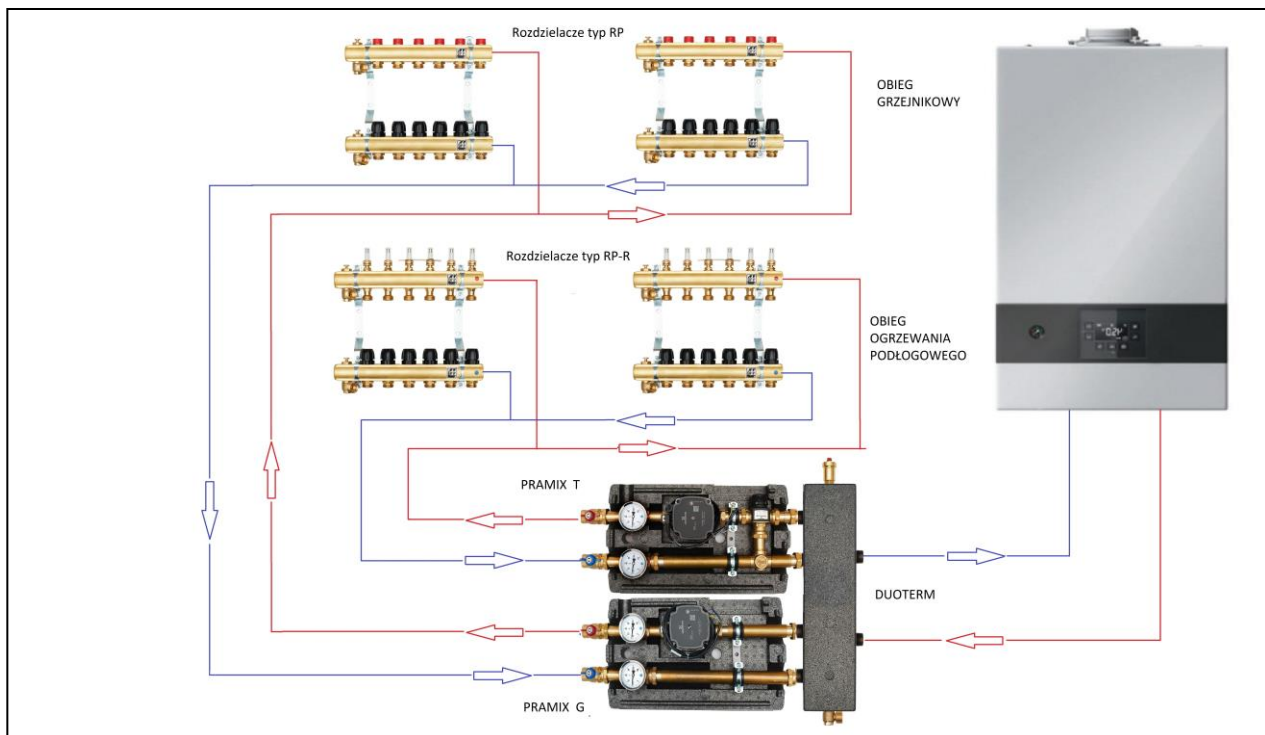 Rozdzielacze typ RP
OBIEG
GRZEJNIKOWY
Rozdzielacze typ RP-R
OBIEG
OGRZEWANIA
PODŁOGOWEGO
PRAMIX T
DUOTERM
PRAMIX G